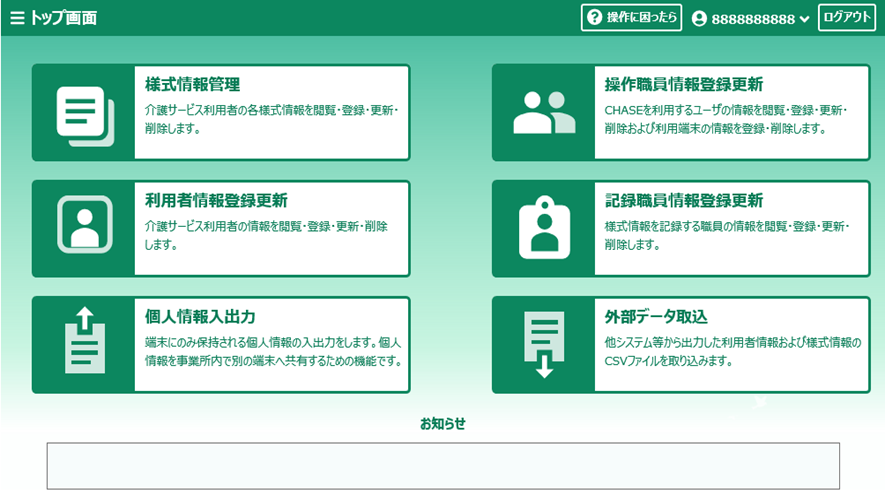 トップ画面
操作に困ったら
8888888888
ログアウト
様式情報管理
介護サービス利用者の各様式情報を閲覧・登録・更新・
削除します。
操作職員情報登録更新
CHASEを利用するユーザの情報を閲覧・登録・更新・
削除および利用端末の情報を登録・削除します。
利用者情報登録更新
介護サービス利用者の情報を閲覧・登録・更新・削除
します。
記録職員情報登録更新
様式情報を記録する職員の情報を閲覧・登録・更新・
削除します。
個人情報入出力
端末にのみ保持される個人情報の入出力をします。個人
情報を事業所内で別の端末へ共有するための機能です。
外部データ取込
他システム等から出力した利用者情報および様式情報の
CSVファイルを取り込みます。
お知らせ